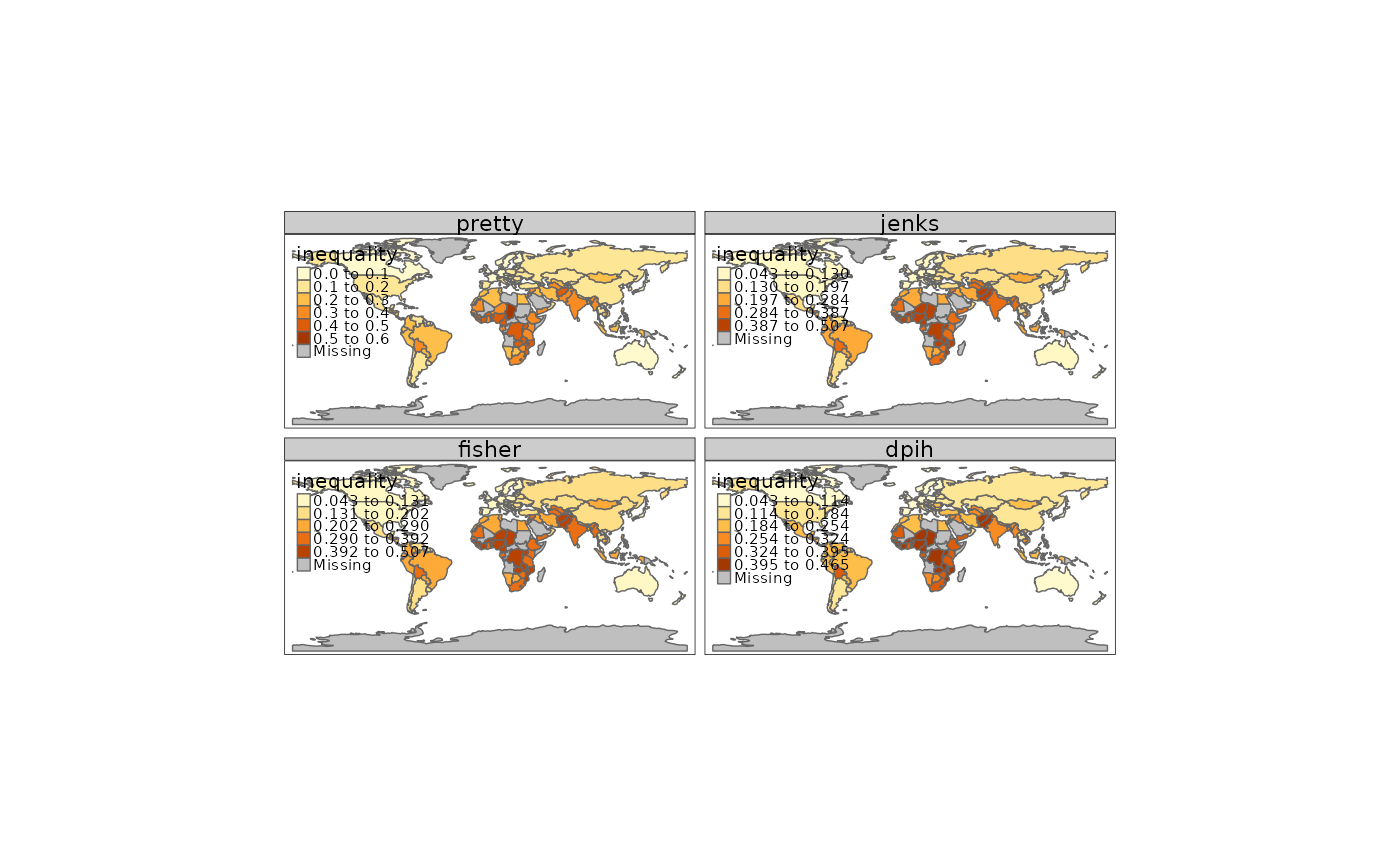 pretty
inequality
0.0 to 0.1
0.1 to 0.2
0.2 to 0.3
0.3 to 0.4
0.4 to 0.5
0.5 to 0.6
Missing
jenks
inequality
0.043 to 0.130
0.130 to 0.197
0.197 to 0.284
0.284 to 0.387
0.387 to 0.507
Missing
fisher
inequality
0.043 to 0.131
0.131 to 0.202
0.202 to 0.290
0.290 to 0.392
0.392 to 0.507
Missing
dpih
inequality
0.043 to 0.114
0.114 to 0.184
0.184 to 0.254
0.254 to 0.324
0.324 to 0.395
0.395 to 0.465
Missing